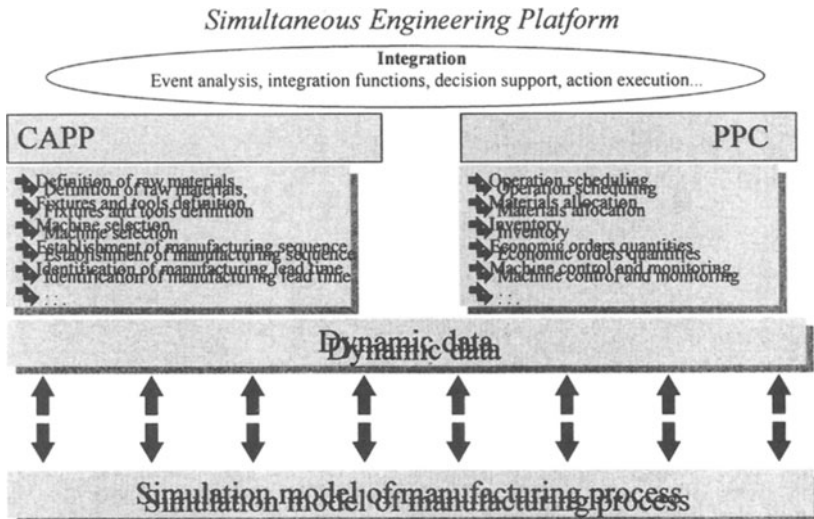 Simultaneous Engineering Platform
Integration
Event analysis, integration functions, decision support, action execution...
CAPP
Definition of raw materials,
Fixtures and tools definition
Machine selection
Establishment of manufacturing sequence
Identification of manufacturing lead time
. . .
PPC
Operation scheduling
Materials allocation
Inventory
Economic orders quantities
Machine control and monitoring
. . .
Dynamic data
Simulation model of manufacturing process